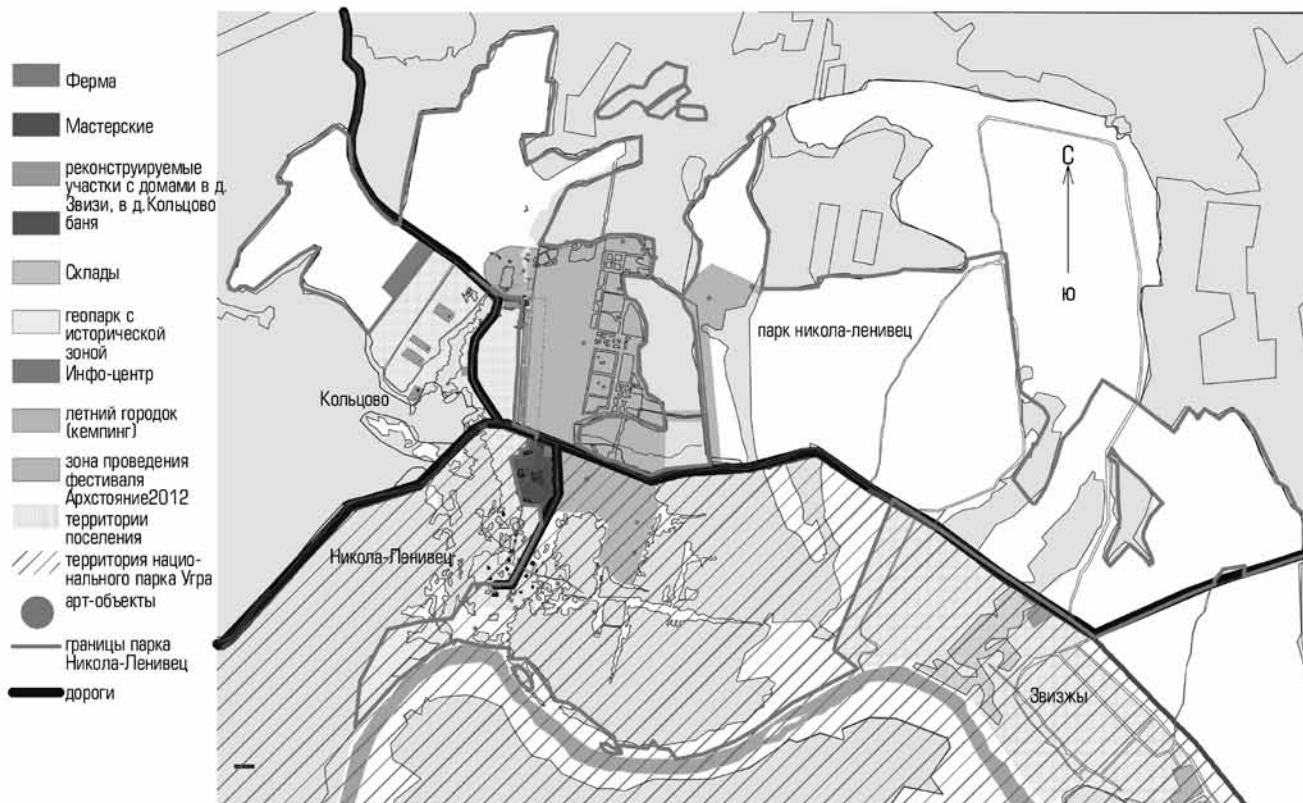 Ферма
Мастерские
реконструируемые
участки с домами в д.
Звизи, в д.Кольцово
баня
Склады
геопарк с
исторической
зоной
Инфо-центр
летний городок
(кемпинг)
зона проведения
фестиваля
Архстояние2012
территории
поселения
территория нацио-
нального парка Угра
арт-объекты
границы парка
Никола-Ленивец
дороги
С
ю
парк никола-ленивец
Кольцово
Никола-Ленивец
Звизжы